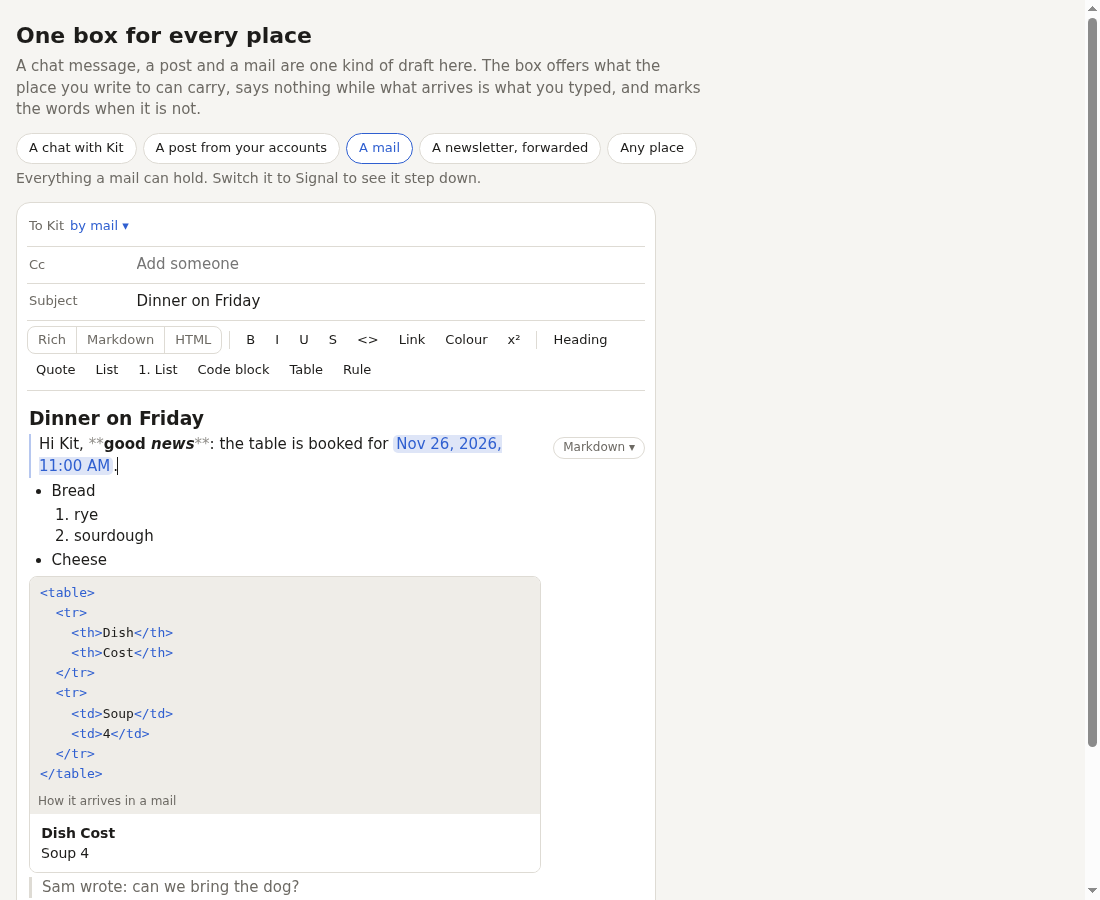 One box for every place
A chat message, a post and a mail are one kind of draft here. The box offers what the
place you write to can carry, says nothing while what arrives is what you typed, and marks
the words when it is not.
A chat with Kit A post from your accounts A mail A newsletter, forwarded Any place
Everything a mail can hold. Switch it to Signal to see it step down.
To Kit by mail ▾
Cc Add someone
Subject Dinner on Friday
Rich Markdown HTML B I U S <> Link Colour x² Heading
Quote List 1. List Code block Table Rule
Dinner on Friday
Hi Kit, **good news**: the table is booked for Nov 26, 2026, Markdown ▾
11:00 AM.
• Bread
1. rye
2. sourdough
• Cheese
<table>
  <tr>
    <th>Dish</th>
    <th>Cost</th>
  </tr>
  <tr>
    <td>Soup</td>
    <td>4</td>
  </tr>
</table>
How it arrives in a mail
Dish Cost
Soup 4
Sam wrote: can we bring the dog?